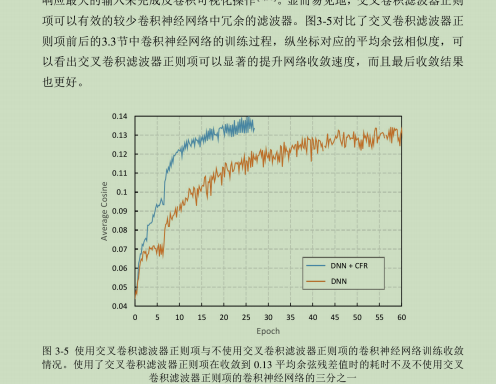 响应最大的输入来完成反卷积可视化操作 。显而易见地，交叉卷积滤波器正则
项可以有效的较少卷积神经网络中冗余的滤波器。图3-5对比了交叉卷积滤波器正
则项前后的3.3节中卷积神经网络的训练过程，纵坐标对应的平均余弦相似度，可
以看出交叉卷积滤波器正则项可以显著的提升网络收敛速度，而且最后收敛结果
也更好。
0.14
0.13
0.12
0.11
0.1
0.09
0.08
0.07
0.06
0.05
0.04
Average Cosine
DNN + CFR
DNN
0 5 10 15 20 25 30 35 40 45 50 55 60
Epoch
图 3-5 使用交叉卷积滤波器正则项与不使用交叉卷积滤波器正则项的卷积神经网络训练收敛
情况。使用了交叉卷积滤波器正则项在收敛到 0.13 平均余弦残差值时的耗时不及不使用交叉
卷积滤波器正则项的卷积神经网络的三分之一